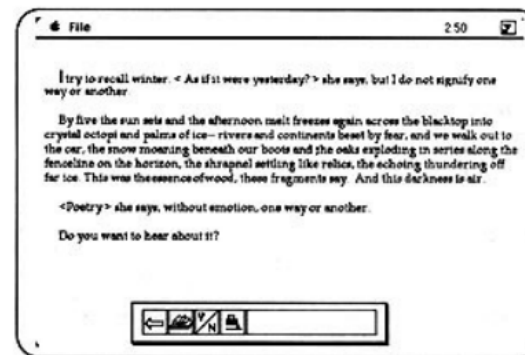 File 2:50
I try to recall winter. < As if it were yesterday? > she says, but I do not signify one
way or another.
By five the sun sets and the afternoon melt freezes again across the blacktop into
crystal octopi and palms of ice-- rivers and continents beset by fear, and we walk out to
the car, the snow moaning beneath our boots and the oaks exploding in series along the
fenceline on the horizon, the shrapnel settling like relics, the echoing thundering off
far ice. This was the essence of wood, these fragments say. And this darkness is air.
<Poetry> she says, without emotion, one way or another.
Do you want to hear about it?
Y/N